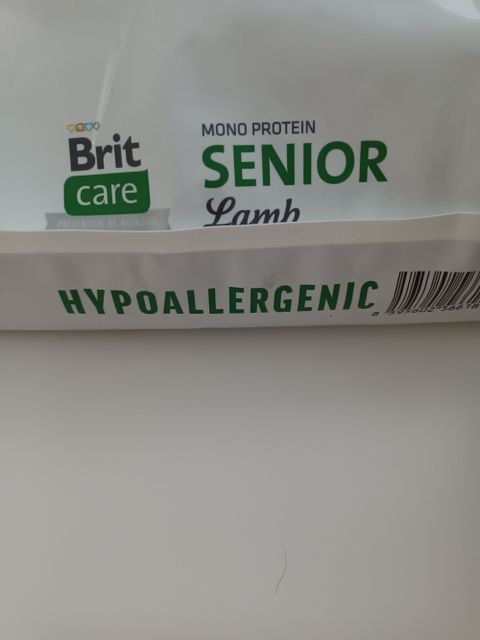 Brit
care
MONO PROTEIN
SENIOR
Lamb
HYPOALLERGENIC